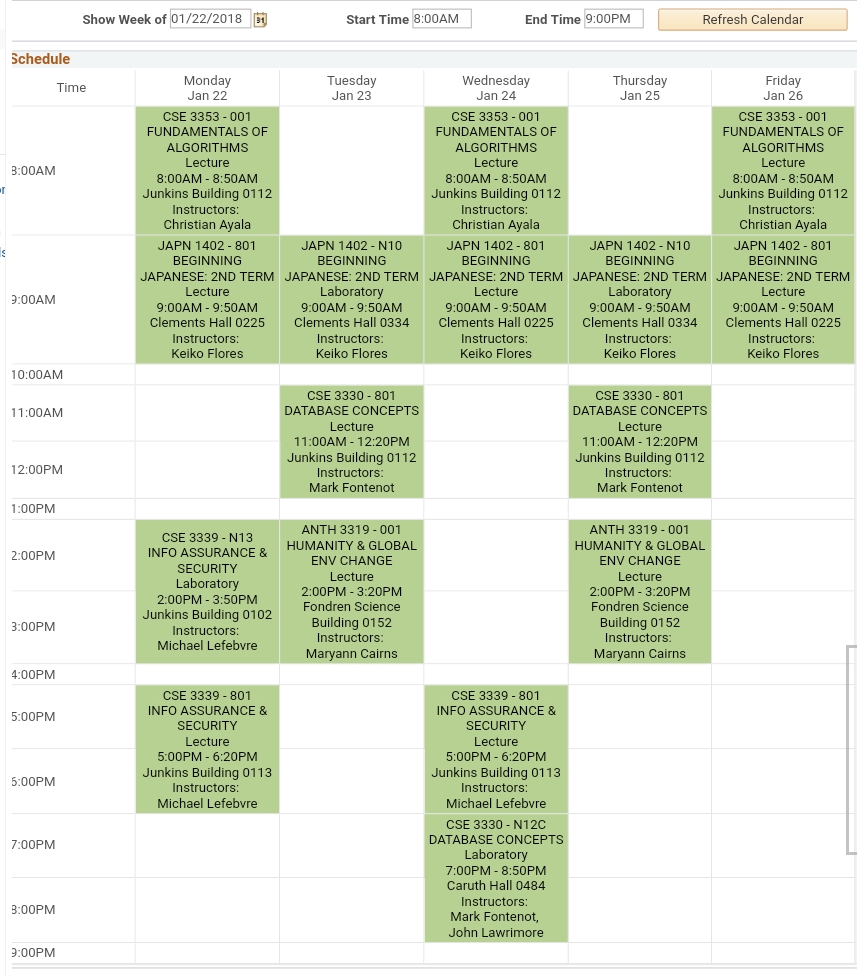 Show Week of 01/22/2018 31 Start Time 8:00AM End Time 9:00PM Refresh Calendar
Schedule
Time
Monday
Jan 22
Tuesday
Jan 23
Wednesday
Jan 24
Thursday
Jan 25
Friday
Jan 26
8:00AM
CSE 3353 - 001
FUNDAMENTALS OF
ALGORITHMS
Lecture
8:00AM - 8:50AM
Junkins Building 0112
Instructors:
Christian Ayala
CSE 3353 - 001
FUNDAMENTALS OF
ALGORITHMS
Lecture
8:00AM - 8:50AM
Junkins Building 0112
Instructors:
Christian Ayala
CSE 3353 - 001
FUNDAMENTALS OF
ALGORITHMS
Lecture
8:00AM - 8:50AM
Junkins Building 0112
Instructors:
Christian Ayala
9:00AM
JAPN 1402 - 801
BEGINNING
JAPANESE: 2ND TERM
Lecture
9:00AM - 9:50AM
Clements Hall 0225
Instructors:
Keiko Flores
JAPN 1402 - N10
BEGINNING
JAPANESE: 2ND TERM
Laboratory
9:00AM - 9:50AM
Clements Hall 0334
Instructors:
Keiko Flores
JAPN 1402 - 801
BEGINNING
JAPANESE: 2ND TERM
Lecture
9:00AM - 9:50AM
Clements Hall 0225
Instructors:
Keiko Flores
JAPN 1402 - N10
BEGINNING
JAPANESE: 2ND TERM
Laboratory
9:00AM - 9:50AM
Clements Hall 0334
Instructors:
Keiko Flores
JAPN 1402 - 801
BEGINNING
JAPANESE: 2ND TERM
Lecture
9:00AM - 9:50AM
Clements Hall 0225
Instructors:
Keiko Flores
10:00AM
11:00AM
CSE 3330 - 801
DATABASE CONCEPTS
Lecture
11:00AM - 12:20PM
Junkins Building 0112
Instructors:
Mark Fontenot
CSE 3330 - 801
DATABASE CONCEPTS
Lecture
11:00AM - 12:20PM
Junkins Building 0112
Instructors:
Mark Fontenot
12:00PM
1:00PM
2:00PM
CSE 3339 - N13
INFO ASSURANCE &
SECURITY
Laboratory
2:00PM - 3:50PM
Junkins Building 0102
Instructors:
Michael Lefebvre
ANTH 3319 - 001
HUMANITY & GLOBAL
ENV CHANGE
Lecture
2:00PM - 3:20PM
Fondren Science
Building 0152
Instructors:
Maryann Cairns
ANTH 3319 - 001
HUMANITY & GLOBAL
ENV CHANGE
Lecture
2:00PM - 3:20PM
Fondren Science
Building 0152
Instructors:
Maryann Cairns
3:00PM
4:00PM
5:00PM
CSE 3339 - 801
INFO ASSURANCE &
SECURITY
Lecture
5:00PM - 6:20PM
Junkins Building 0113
Instructors:
Michael Lefebvre
CSE 3339 - 801
INFO ASSURANCE &
SECURITY
Lecture
5:00PM - 6:20PM
Junkins Building 0113
Instructors:
Michael Lefebvre
6:00PM
7:00PM
CSE 3330 - N12C
DATABASE CONCEPTS
Laboratory
7:00PM - 8:50PM
Caruth Hall 0484
Instructors:
Mark Fontenot,
John Lawrimore
8:00PM
9:00PM